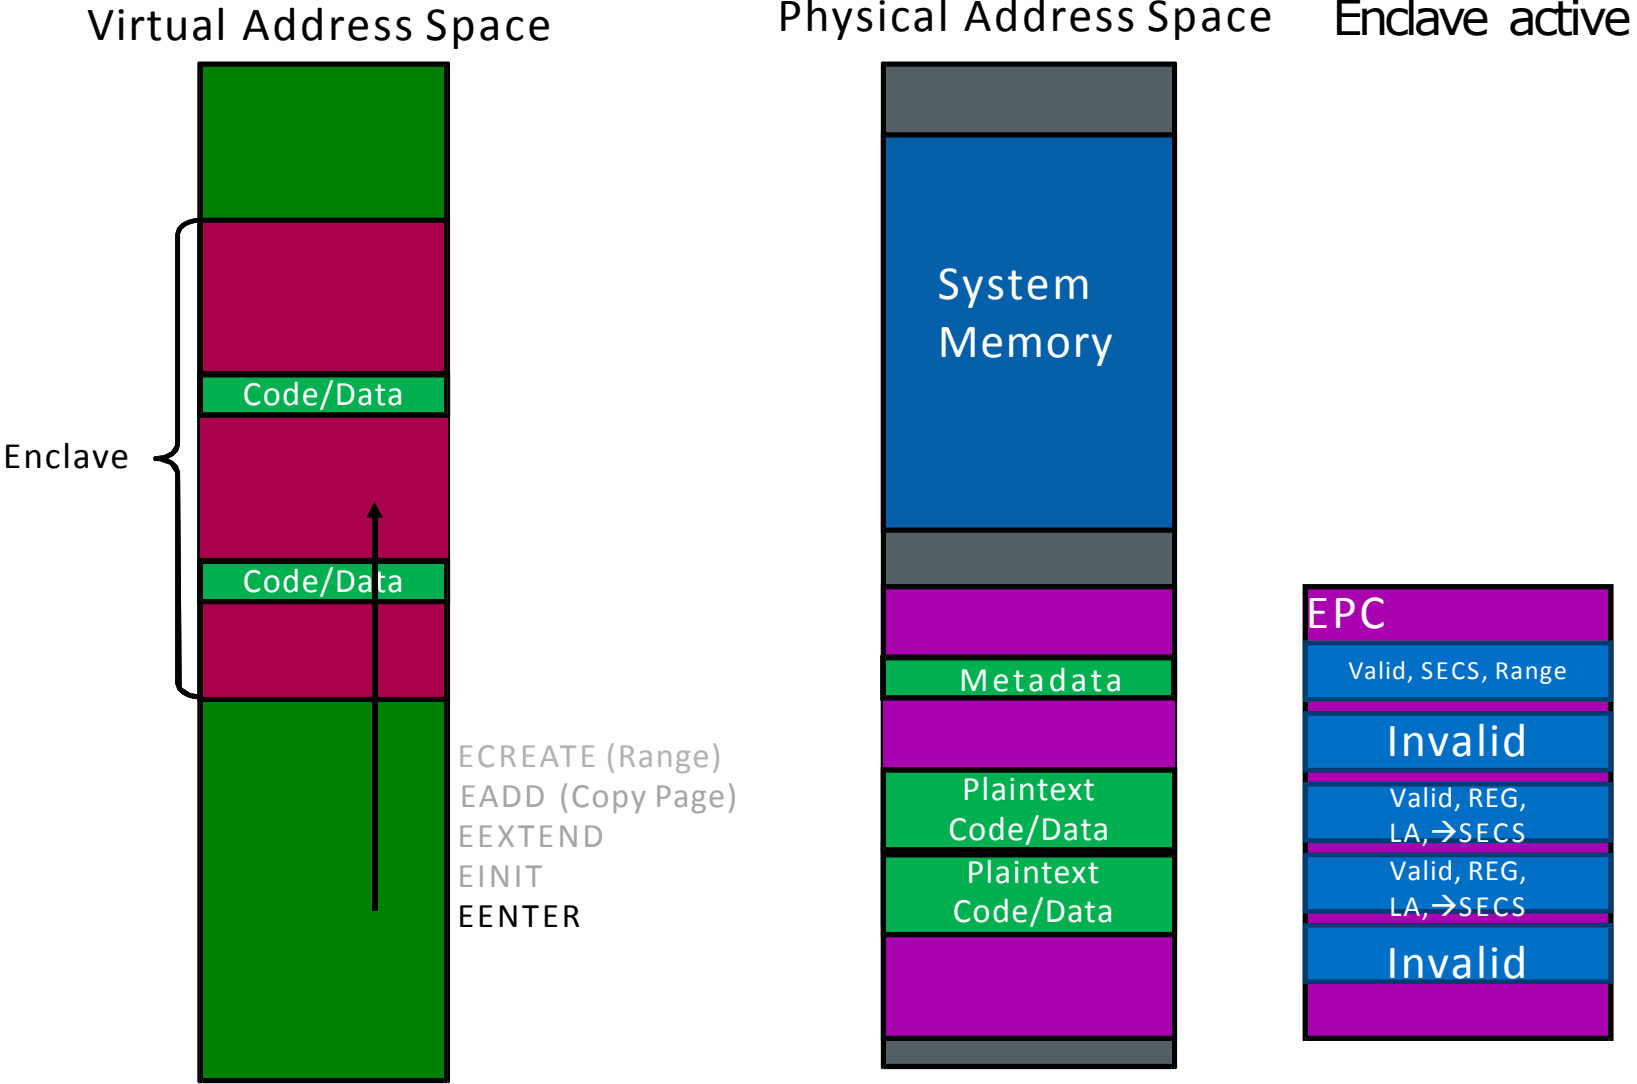 Virtual Address Space
Physical Address Space
Enclave active
System
Memory
Code/Data
Enclave
Code/Data
EPC
Valid, SECS, Range
Metadata
Invalid
ECREATE (Range)
EADD (Copy Page)
EEXTEND
EINIT
EENTER
Plaintext
Code/Data
Valid, REG,
LA,→SECS
Plaintext
Code/Data
Valid, REG,
LA,→SECS
Invalid